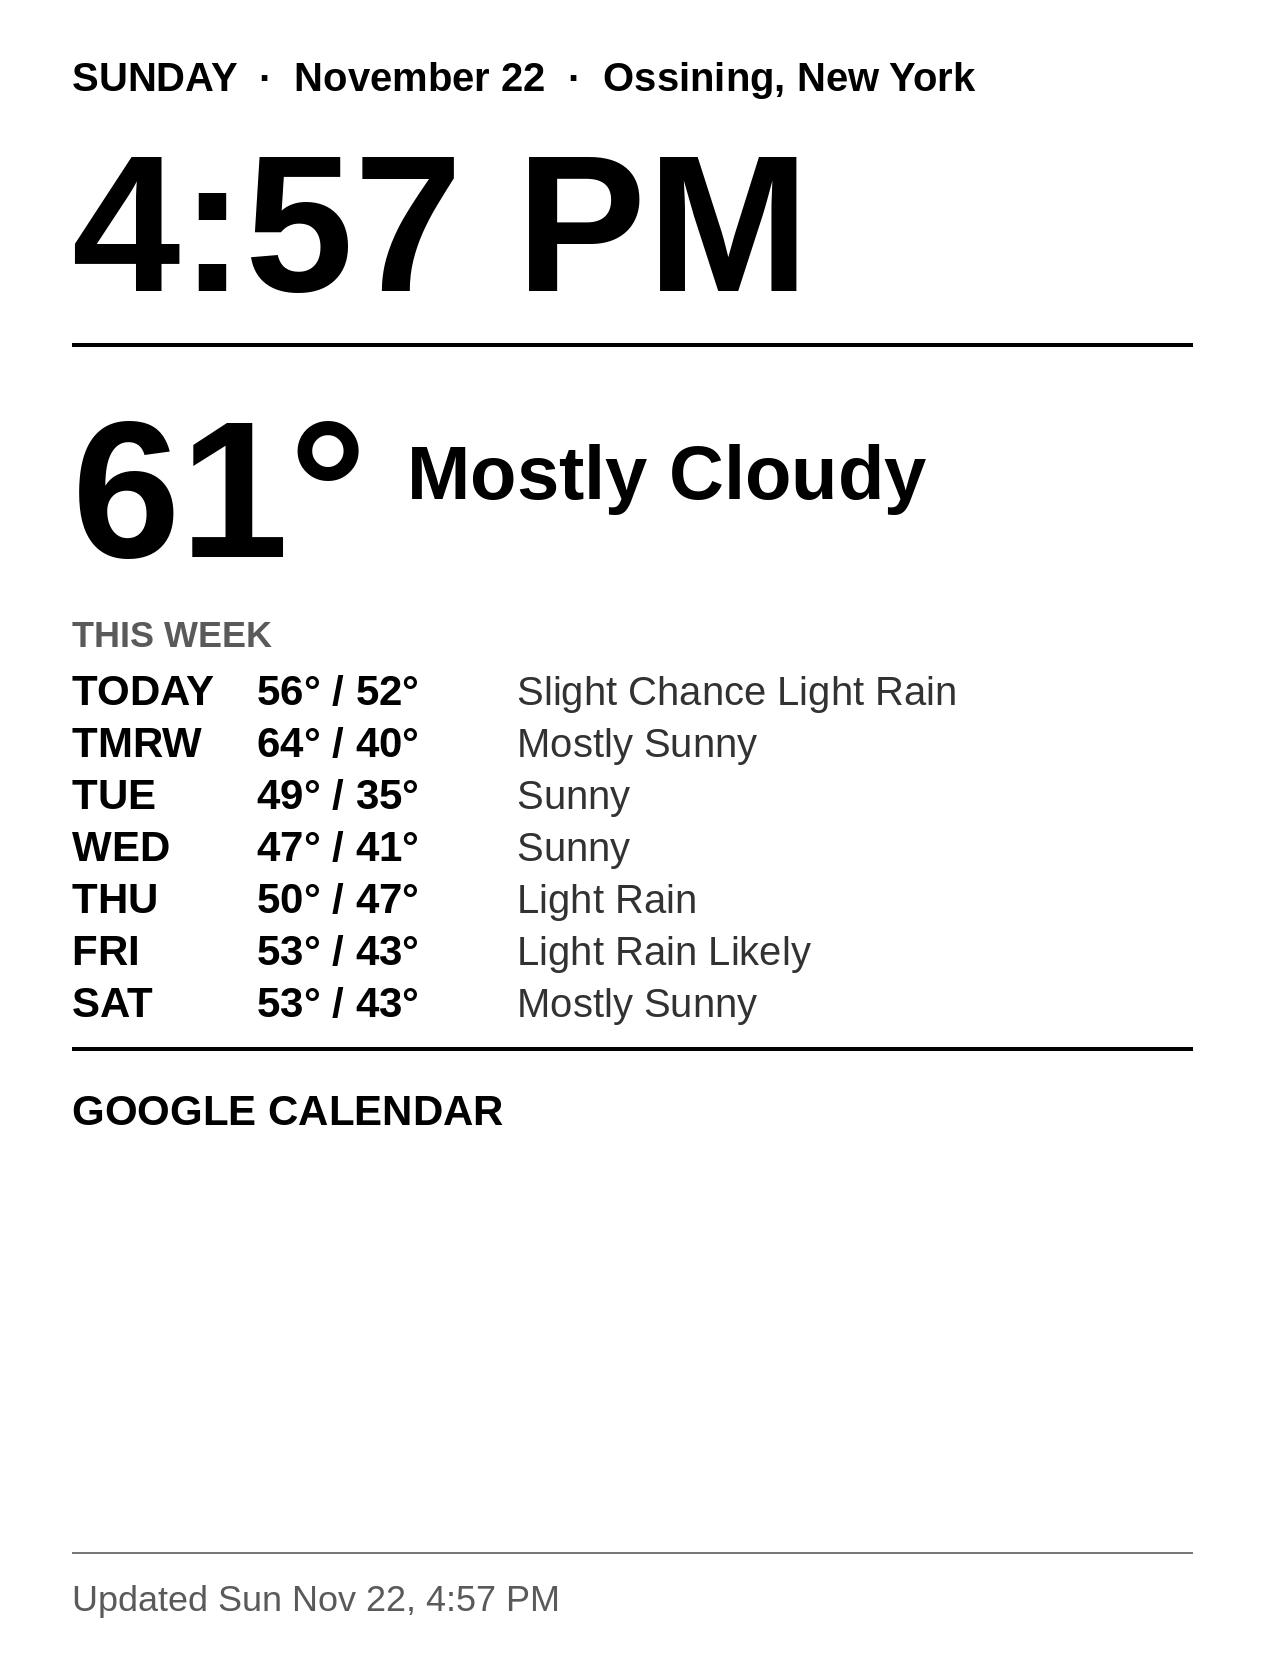 SUNDAY · November 22 · Ossining, New York
4:57 PM
61° Mostly Cloudy
THIS WEEK
TODAY 56° / 52° Slight Chance Light Rain
TMRW 64° / 40° Mostly Sunny
TUE 49° / 35° Sunny
WED 47° / 41° Sunny
THU 50° / 47° Light Rain
FRI 53° / 43° Light Rain Likely
SAT 53° / 43° Mostly Sunny
GOOGLE CALENDAR
Updated Sun Nov 22, 4:57 PM